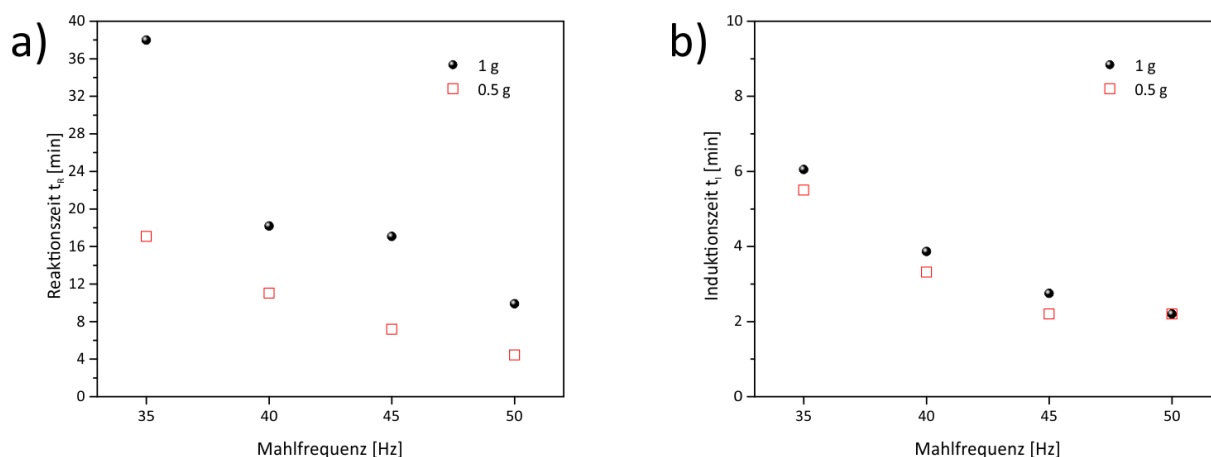 a)
Reaktionszeit t_R [min]
40
36
32
28
24
20
16
12
8
4
0
1 g
0.5 g
35
40
45
50
Mahlfrequenz [Hz]
b)
Induktionszeit t_I [min]
10
8
6
4
2
0
1 g
0.5 g
35
40
45
50
Mahlfrequenz [Hz]